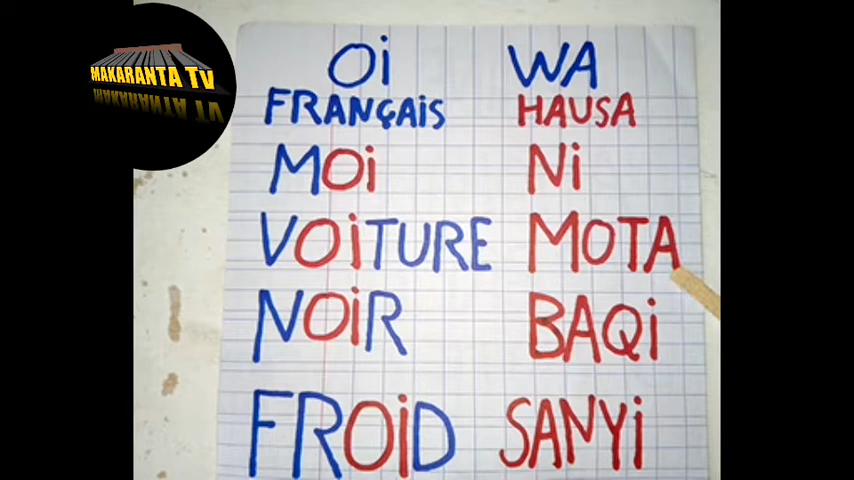 MAKARANTA TV
Oi WA
FRANÇAiS HAUSA
MOi Ni
VOiTURE MOTA
NOiR BAQi
FROiD SANYi